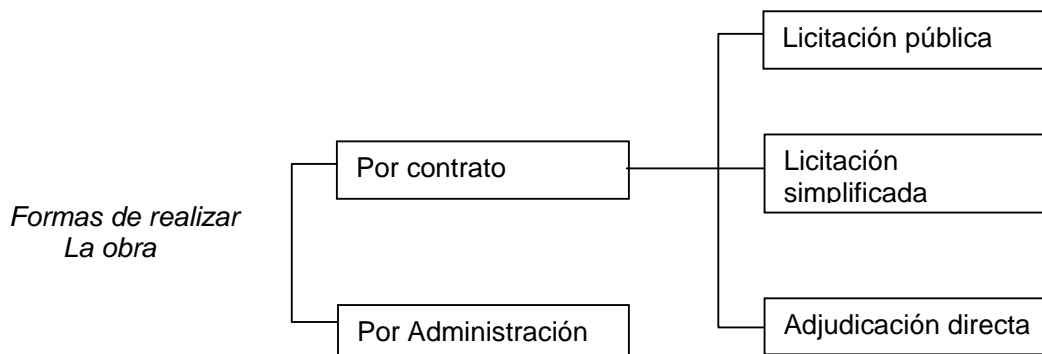 Formas de realizar
La obra
Por contrato
Por Administración
Licitación pública
Licitación
simplificada
Adjudicación directa